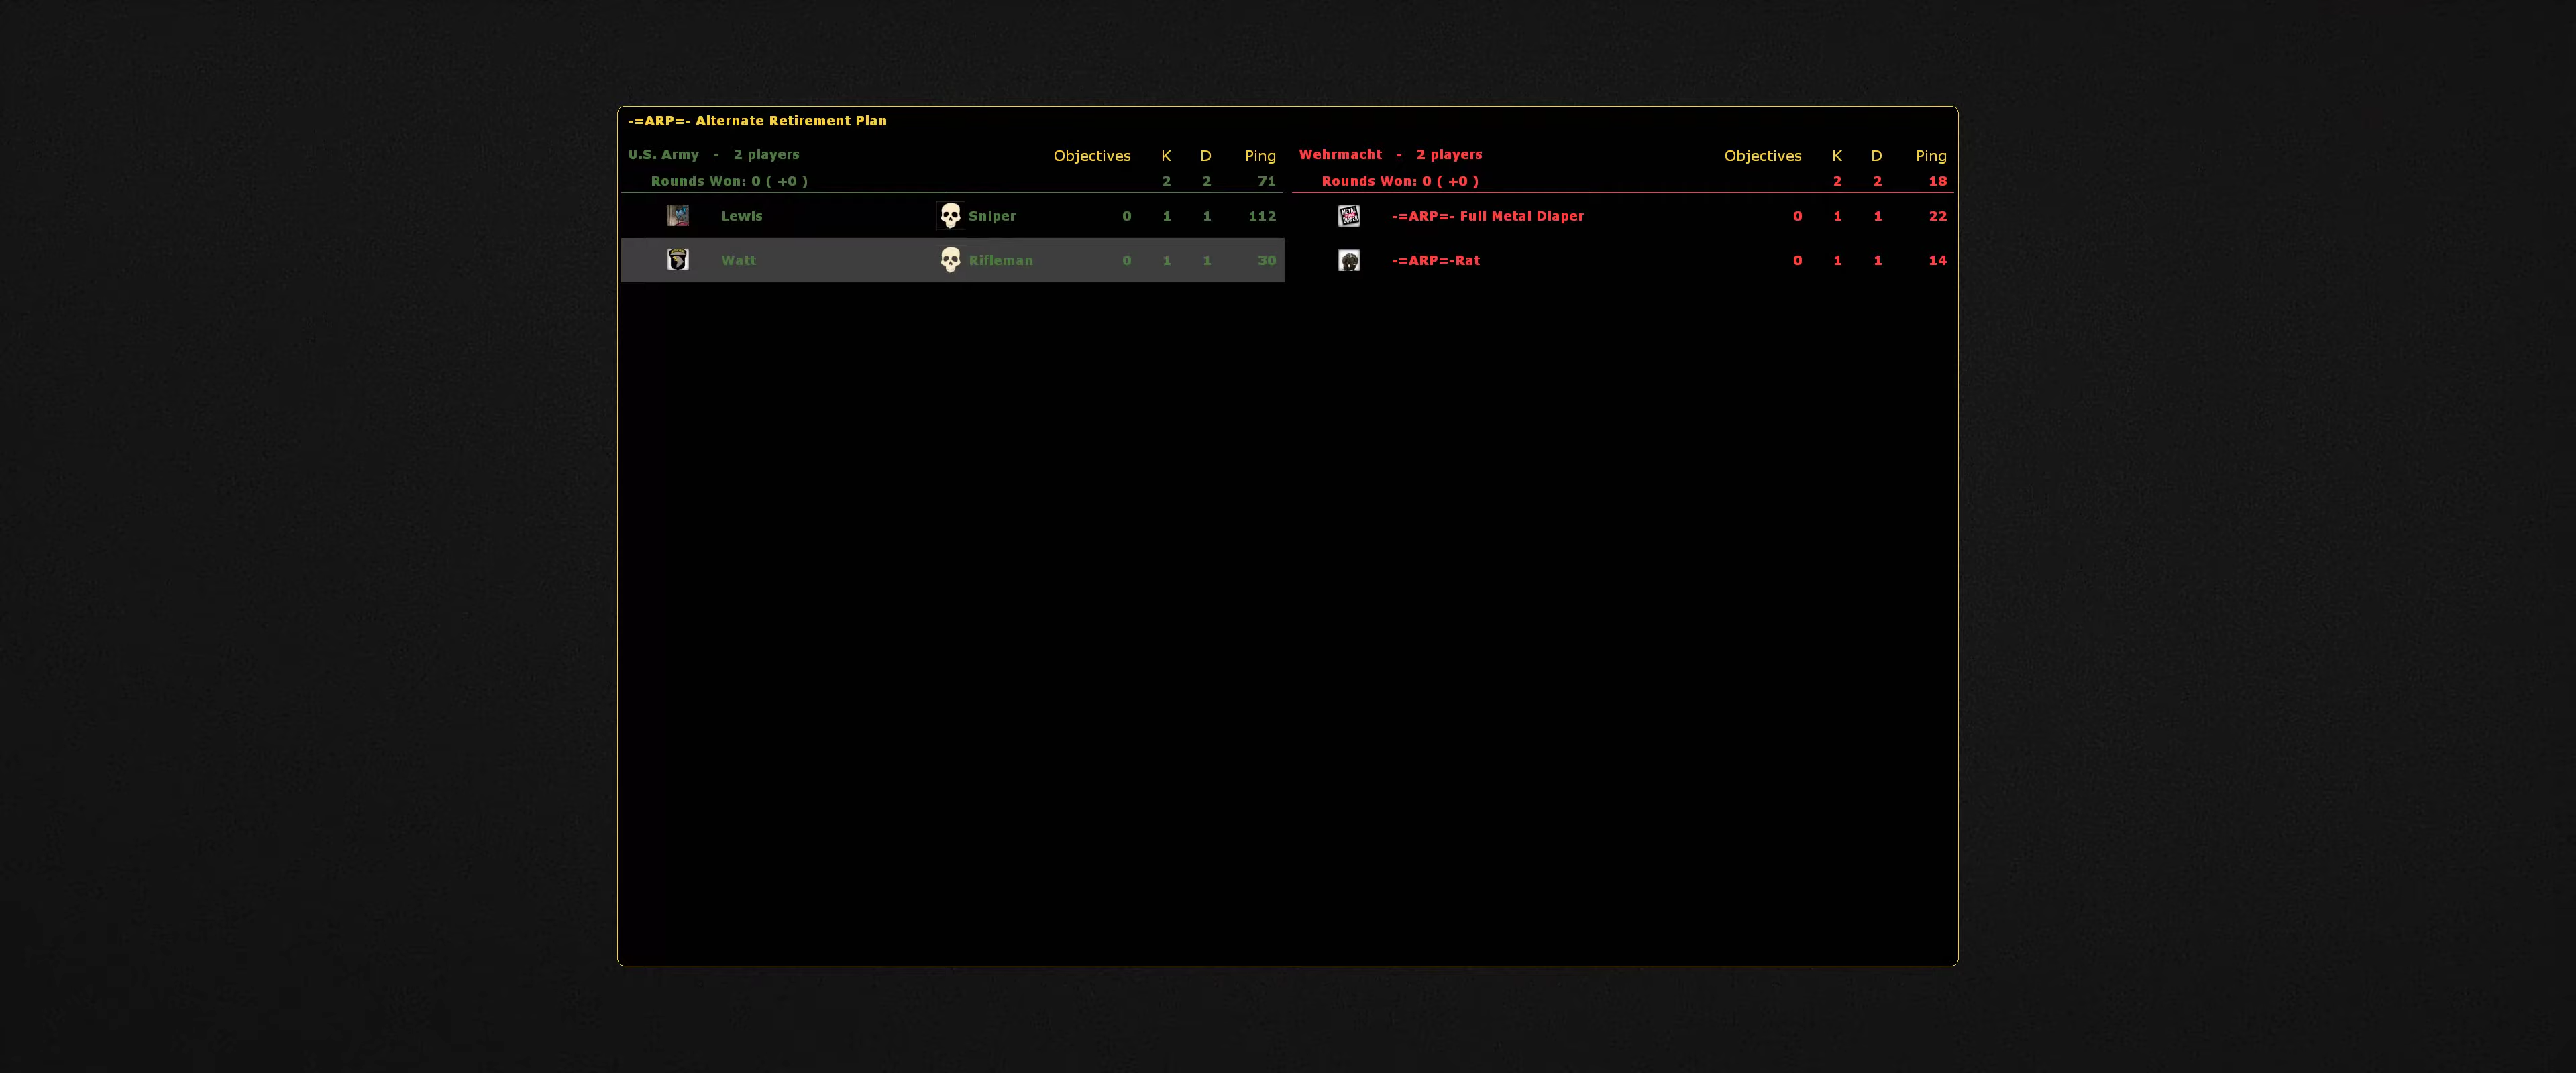 -=ARP=- Alternate Retirement Plan
U.S. Army - 2 players Objectives K D Ping
Rounds Won: 0 ( +0 ) 2 2 71
Lewis Sniper 0 1 1 112
Watt Rifleman 0 1 1 30
Wehrmacht - 2 players Objectives K D Ping
Rounds Won: 0 ( +0 ) 2 2 18
METAL DIAPER
-=ARP=- Full Metal Diaper 0 1 1 22
-=ARP=-Rat 0 1 1 14